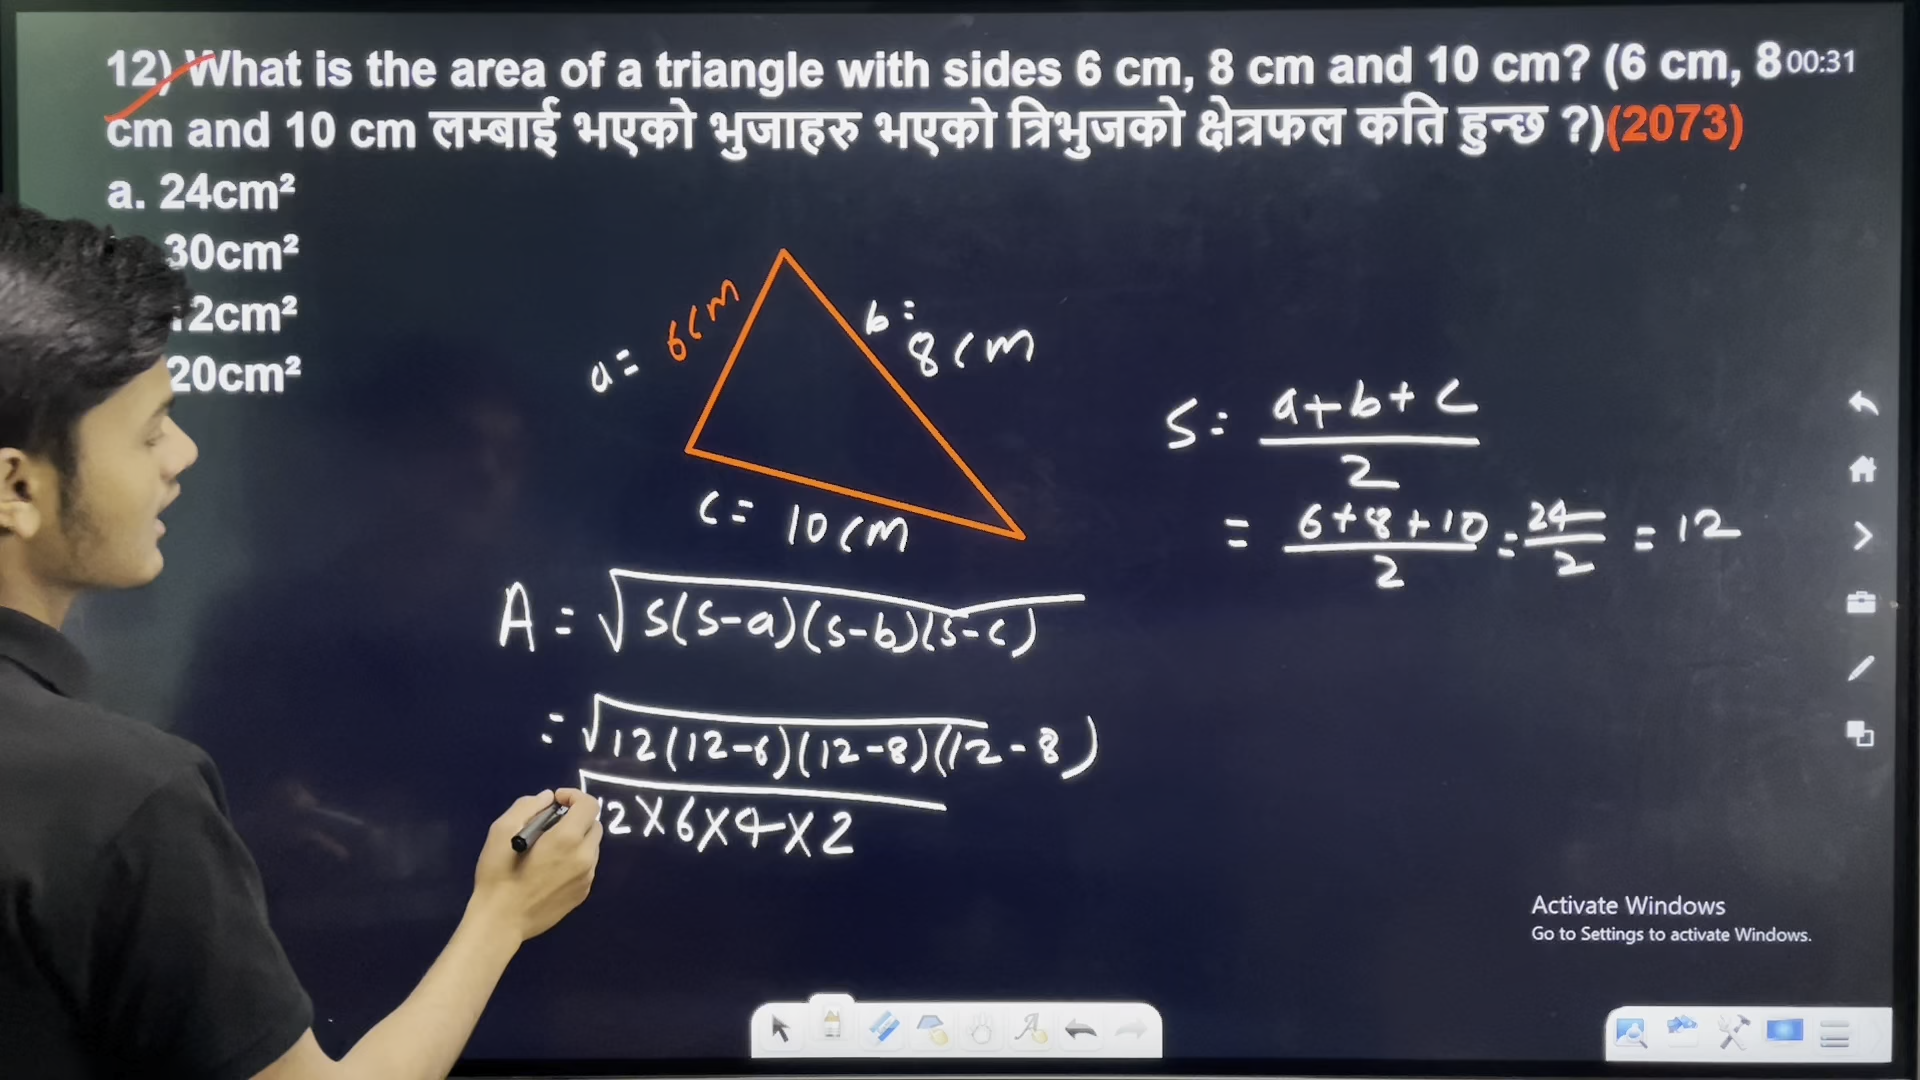 12) What is the area of a triangle with sides 6 cm, 8 cm and 10 cm? (6 cm, 8
00:31
cm and 10 cm लम्बाई भएको भुजाहरु भएको त्रिभुजको क्षेत्रफल कति हुन्छ ?)(2073)
a. 24cm²
30cm²
12cm²
20cm²
a = 6cm
b = 8cm
c = 10cm
S = a+b+c / 2
= 6+8+10 / 2 = 24 / 2 = 12
A = √s(s-a)(s-b)(s-c)
= √12(12-6)(12-8)(12-8)
√12×6×4×2
Activate Windows
Go to Settings to activate Windows.